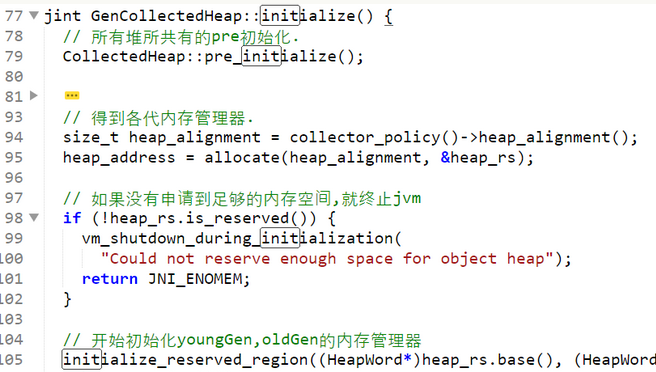 77 jint GenCollectedHeap::initialize() {
78 // 所有堆所共有的pre初始化.
79 CollectedHeap::pre_initialize();
80
81
93 // 得到各代内存管理器.
94 size_t heap_alignment = collector_policy()->heap_alignment();
95 heap_address = allocate(heap_alignment, &heap_rs);
96
97 // 如果没有申请到足够的内存空间,就终止jvm
98 if (!heap_rs.is_reserved()) {
99 vm_shutdown_during_initialization(
100 "Could not reserve enough space for object heap");
101 return JNI_ENOMEM;
102 }
103
104 // 开始初始化youngGen,oldGen的内存管理器
105 initialize_reserved_region((HeapWord*)heap_rs.base(), (HeapWord